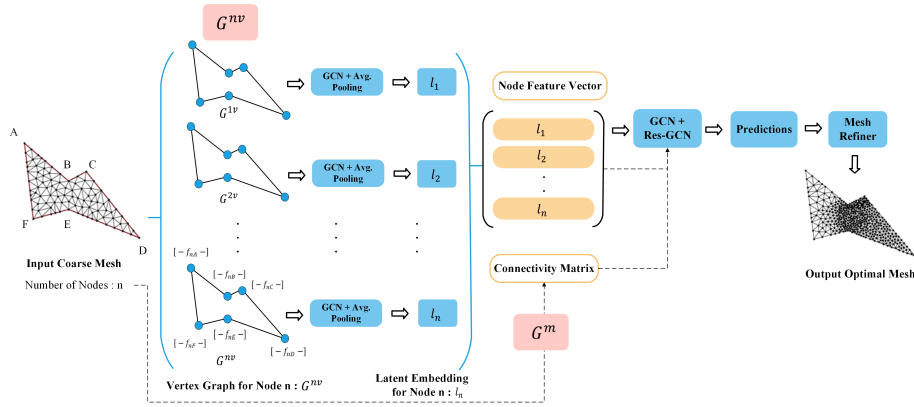 G^{nv}
A
B
C
F
E
D
Input Coarse Mesh
Number of Nodes : n
G^{1v}
GCN + Avg.
Pooling
l_1
G^{2v}
GCN + Avg.
Pooling
l_2
[− f_{nA} −]
[− f_{nB} −]
[− f_{nC} −]
[− f_{nF} −]
[− f_{nE} −]
[− f_{nD} −]
G^{nv}
GCN + Avg.
Pooling
l_n
Vertex Graph for Node n : G^{nv}
Latent Embedding
for Node n : l_n
Node Feature Vector
l_1
l_2
l_n
Connectivity Matrix
G^m
GCN +
Res-GCN
Predictions
Mesh
Refiner
Output Optimal Mesh